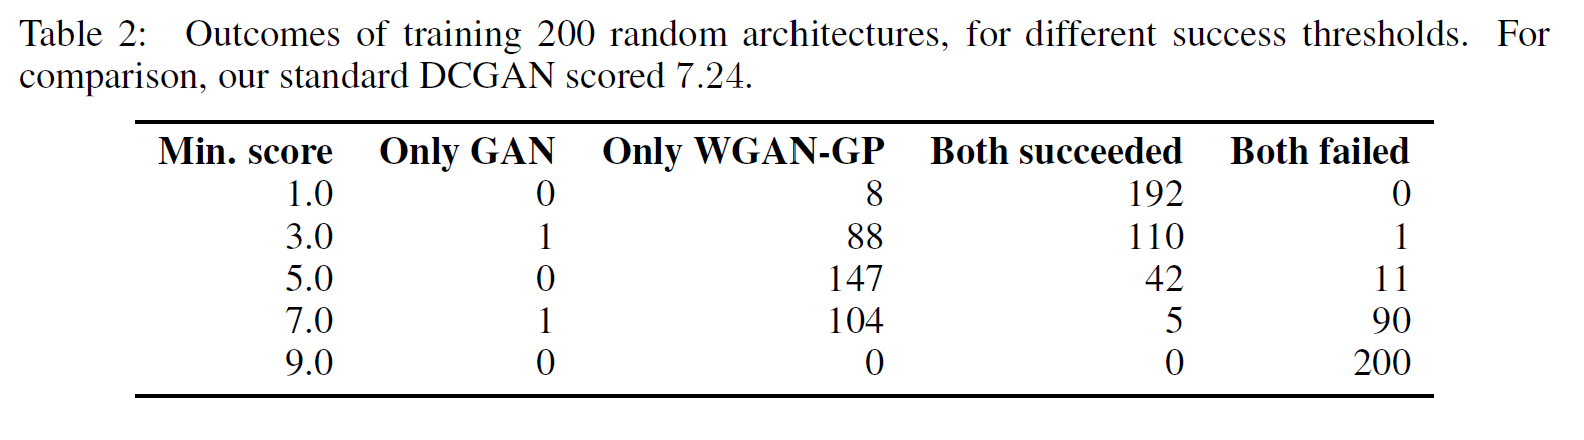 Table 2: Outcomes of training 200 random architectures, for different success thresholds. For
comparison, our standard DCGAN scored 7.24.
Min. score Only GAN Only WGAN-GP Both succeeded Both failed
1.0 0 8 192 0
3.0 1 88 110 1
5.0 0 147 42 11
7.0 1 104 5 90
9.0 0 0 0 200